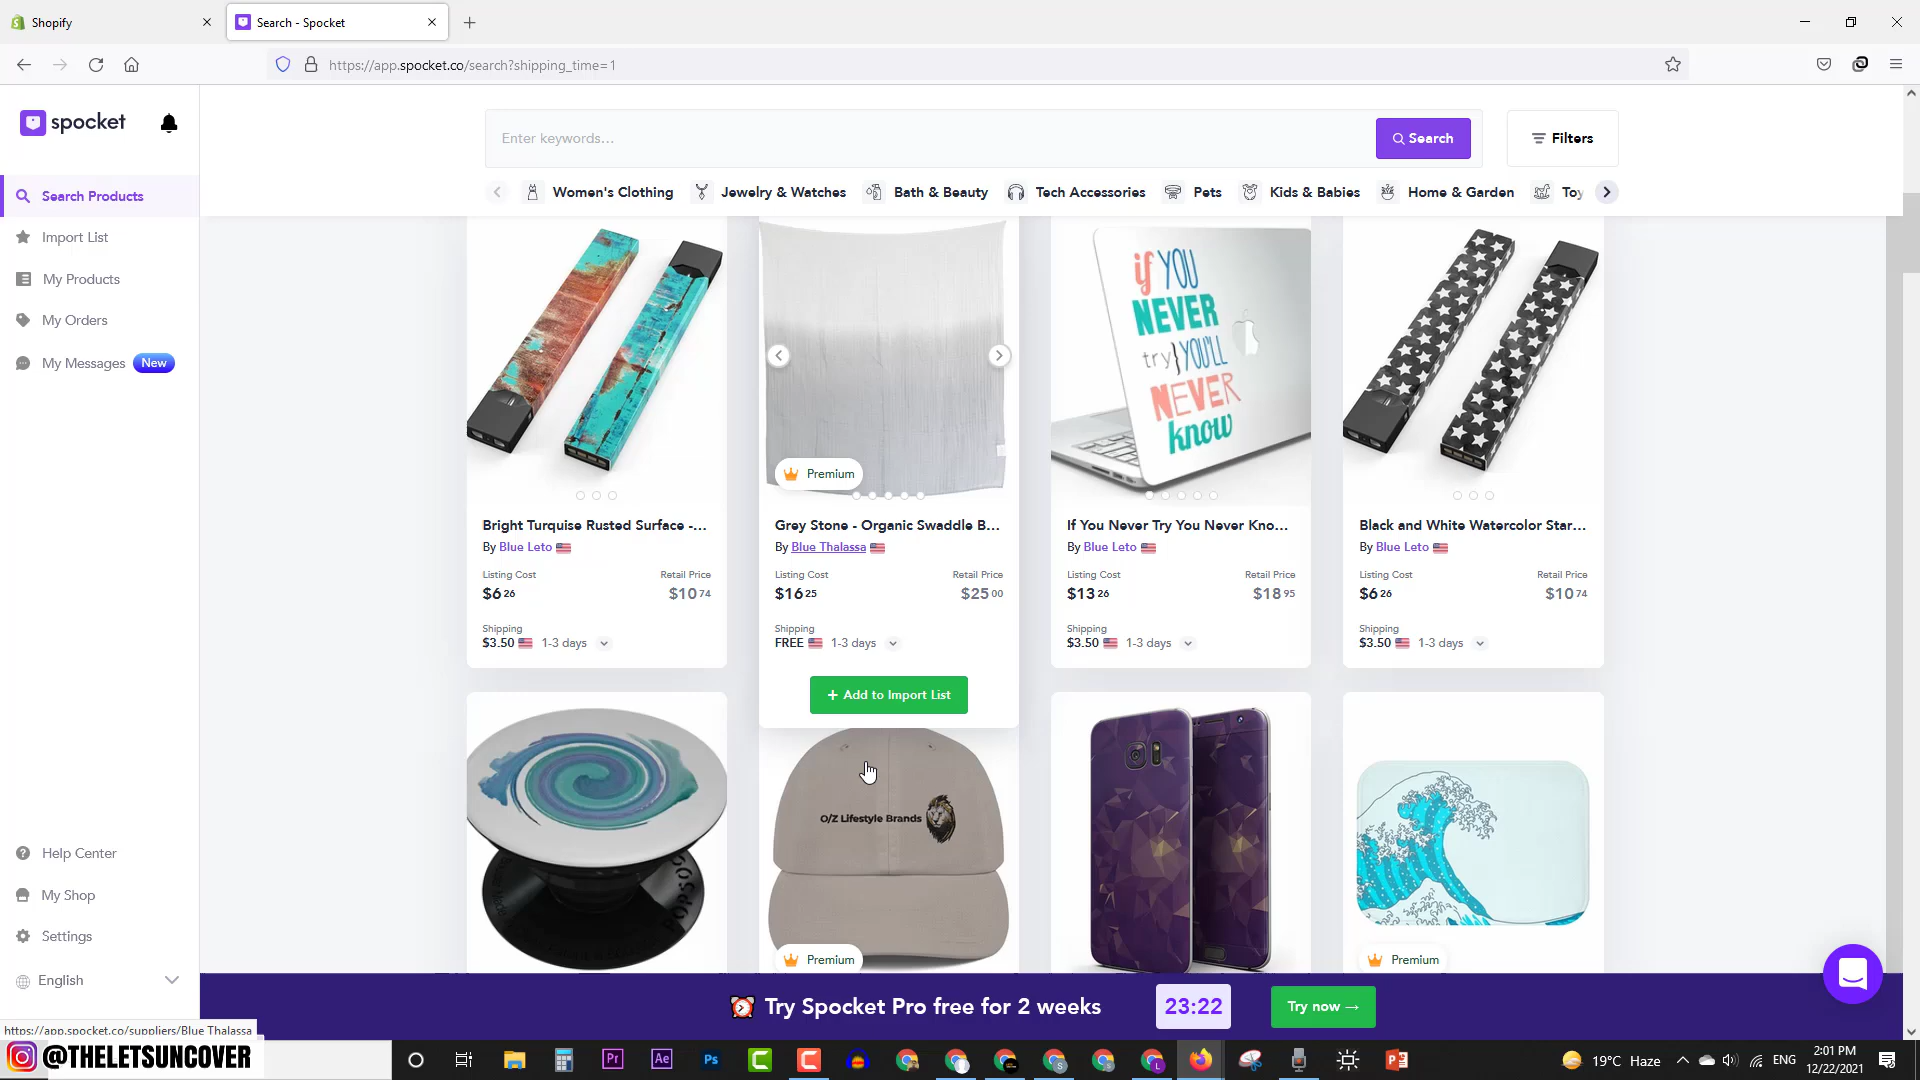 Shopify
Search - Spocket
https://app.spocket.co/search?shipping_time=1
spocket
Enter keywords...
Search
Filters
Women's Clothing
Jewelry & Watches
Bath & Beauty
Tech Accessories
Pets
Kids & Babies
Home & Garden
Toy
Search Products
Import List
My Products
My Orders
My Messages New
if YOU
NEVER
try} YOU'LL
NEVER
know
Premium
Bright Turquoise Rusted Surface -...
By Blue Leto
Listing Cost Retail Price
$6 26 $10 74
Shipping
$3.50 1-3 days
Grey Stone - Organic Swaddle B...
By Blue Thalassa
Listing Cost Retail Price
$16 25 $25 00
Shipping
FREE 1-3 days
+ Add to Import List
If You Never Try You Never Kno...
By Blue Leto
Listing Cost Retail Price
$13 26 $18 95
Shipping
$3.50 1-3 days
Black and White Watercolor Star...
By Blue Leto
Listing Cost Retail Price
$6 26 $10 74
Shipping
$3.50 1-3 days
POPSOC
O/Z Lifestyle Brands
Premium
Premium
Help Center
My Shop
Settings
English
Try Spocket Pro free for 2 weeks
23:22
Try now →
https://app.spocket.co/suppliers/Blue Thalassa
@THELETSUNCOVER
Pr
Ae
Ps
19°C Haze
ENG
2:01 PM
12/22/2021